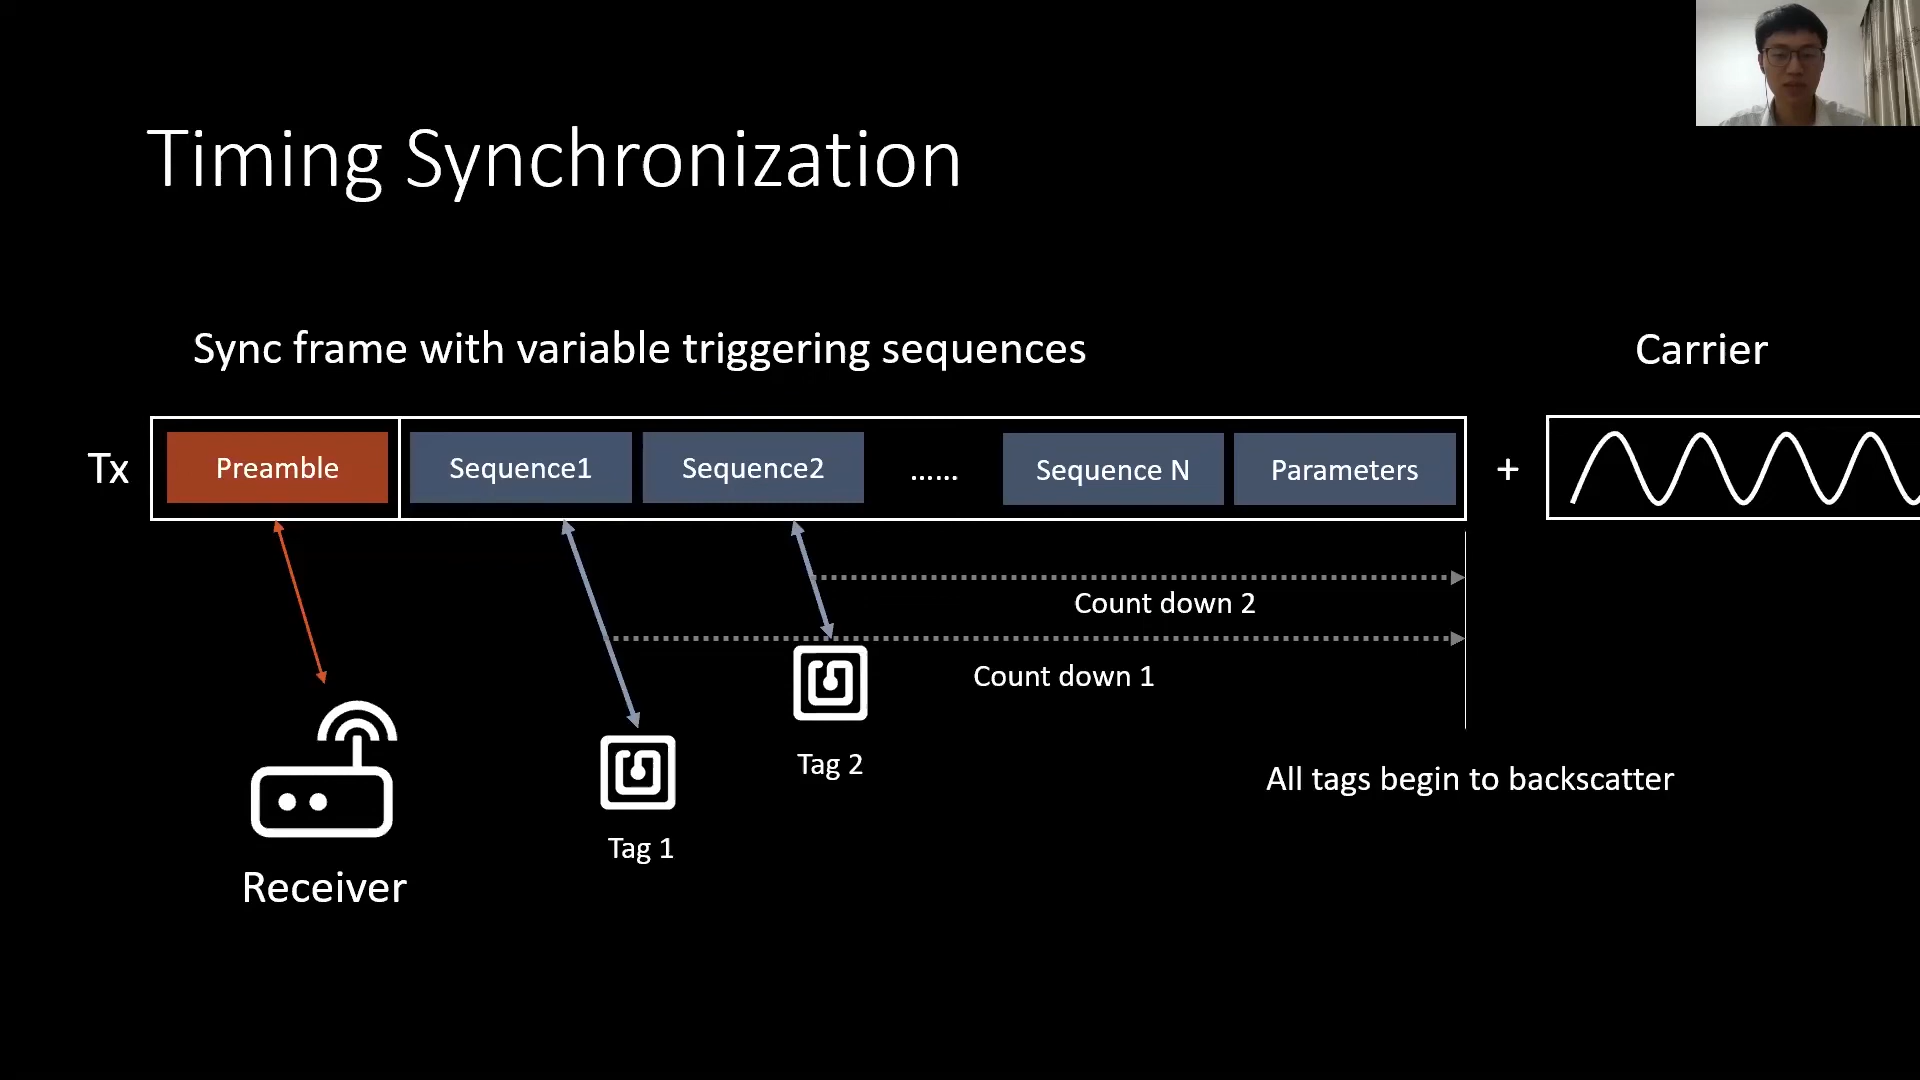 Timing Synchronization
Sync frame with variable triggering sequences
Carrier
Tx
Preamble
Sequence1
Sequence2
......
Sequence N
Parameters
+
Count down 2
Count down 1
Tag 2
All tags begin to backscatter
Tag 1
Receiver